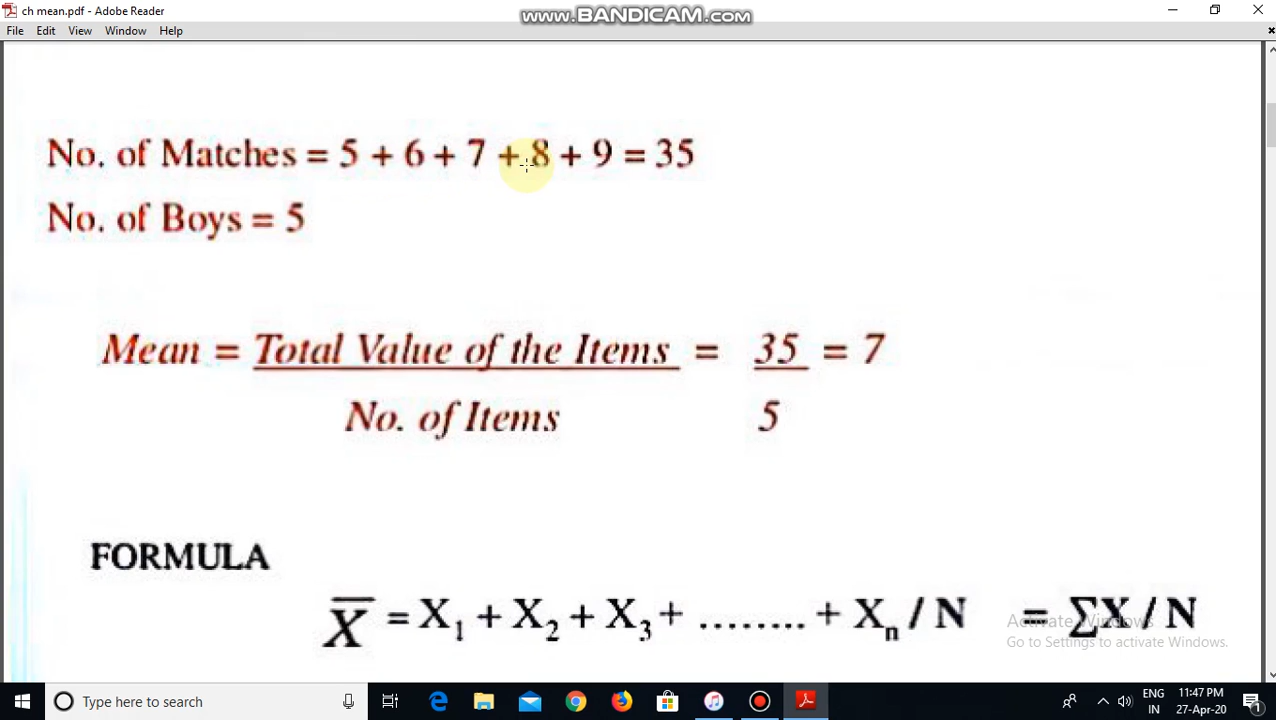 ch mean.pdf - Adobe Reader
www.BANDICAM.com
File Edit View Window Help
No. of Matches = 5 + 6 + 7 + 8 + 9 = 35
No. of Boys = 5
Mean = Total Value of the Items = 35 = 7
No. of Items 5
FORMULA
X̅ = X₁ + X₂ + X₃ + ........ + Xₙ / N = ∑X / N
Activate Windows
Go to Settings to activate Windows.
Type here to search
ENG 11:47 PM
IN 27-Apr-20
1